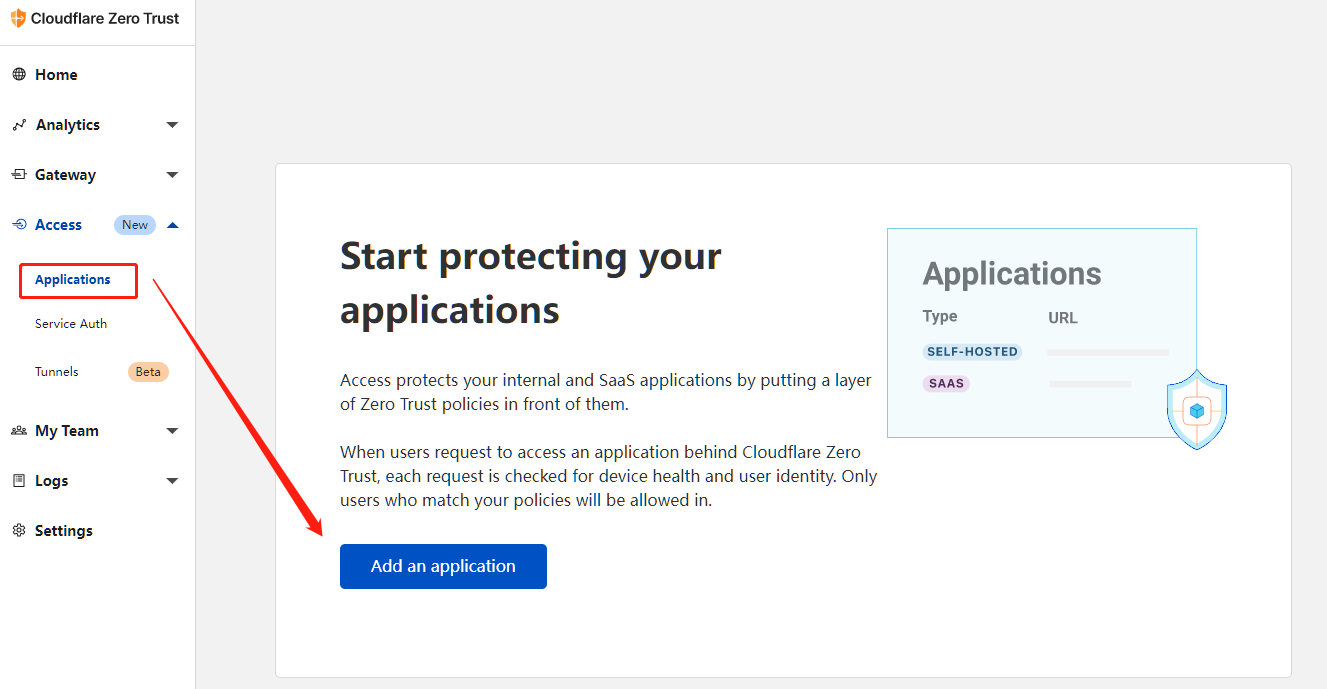 Cloudflare Zero Trust
Home
Analytics
Gateway
Access New
Applications
Service Auth
Tunnels Beta
My Team
Logs
Settings
Start protecting your
applications
Access protects your internal and SaaS applications by putting a layer
of Zero Trust policies in front of them.
When users request to access an application behind Cloudflare Zero
Trust, each request is checked for device health and user identity. Only
users who match your policies will be allowed in.
Add an application
Applications
Type URL
SELF-HOSTED
SAAS